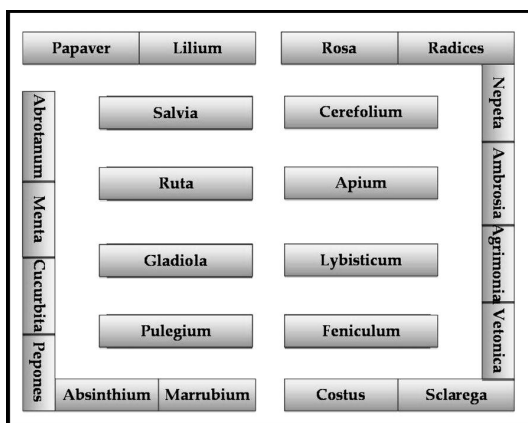 Papaver Lilium Rosa Radices
Abrotanum
Menta
Cucurbita
Pepones
Salvia
Ruta
Gladiola
Pulegium
Cerefolium
Apium
Lybisticum
Feniculum
Nepeta
Ambrosia
Agrimonia
Vetonica
Absinthium Marrubium Costus Sclarega